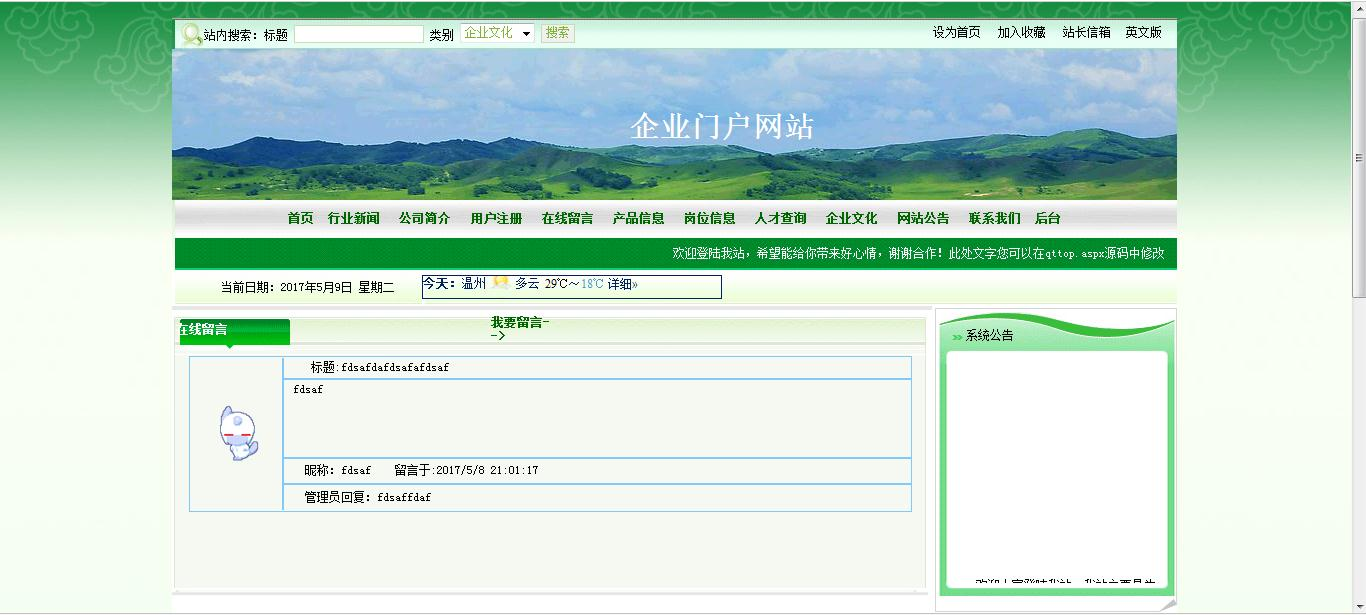 站内搜索：标题 类别 企业文化 搜索 设为首页 加入收藏 站长信箱 英文版
企业门户网站
首页 行业新闻 公司简介 用户注册 在线留言 产品信息 岗位信息 人才查询 企业文化 网站公告 联系我们 后台
欢迎登陆我站，希望能给你带来好心情，谢谢合作！此处文字您可以在qttop.aspx源码中修改
当前日期：2017年5月9日 星期二 今天：温州 多云 29℃～18℃ 详细»
在线留言 我要留言-
->
系统公告
标题:fdsafdafdsafafdsaf
fdsaf
昵称：fdsaf 留言于:2017/5/8 21:01:17
管理员回复：fdsaffdaf